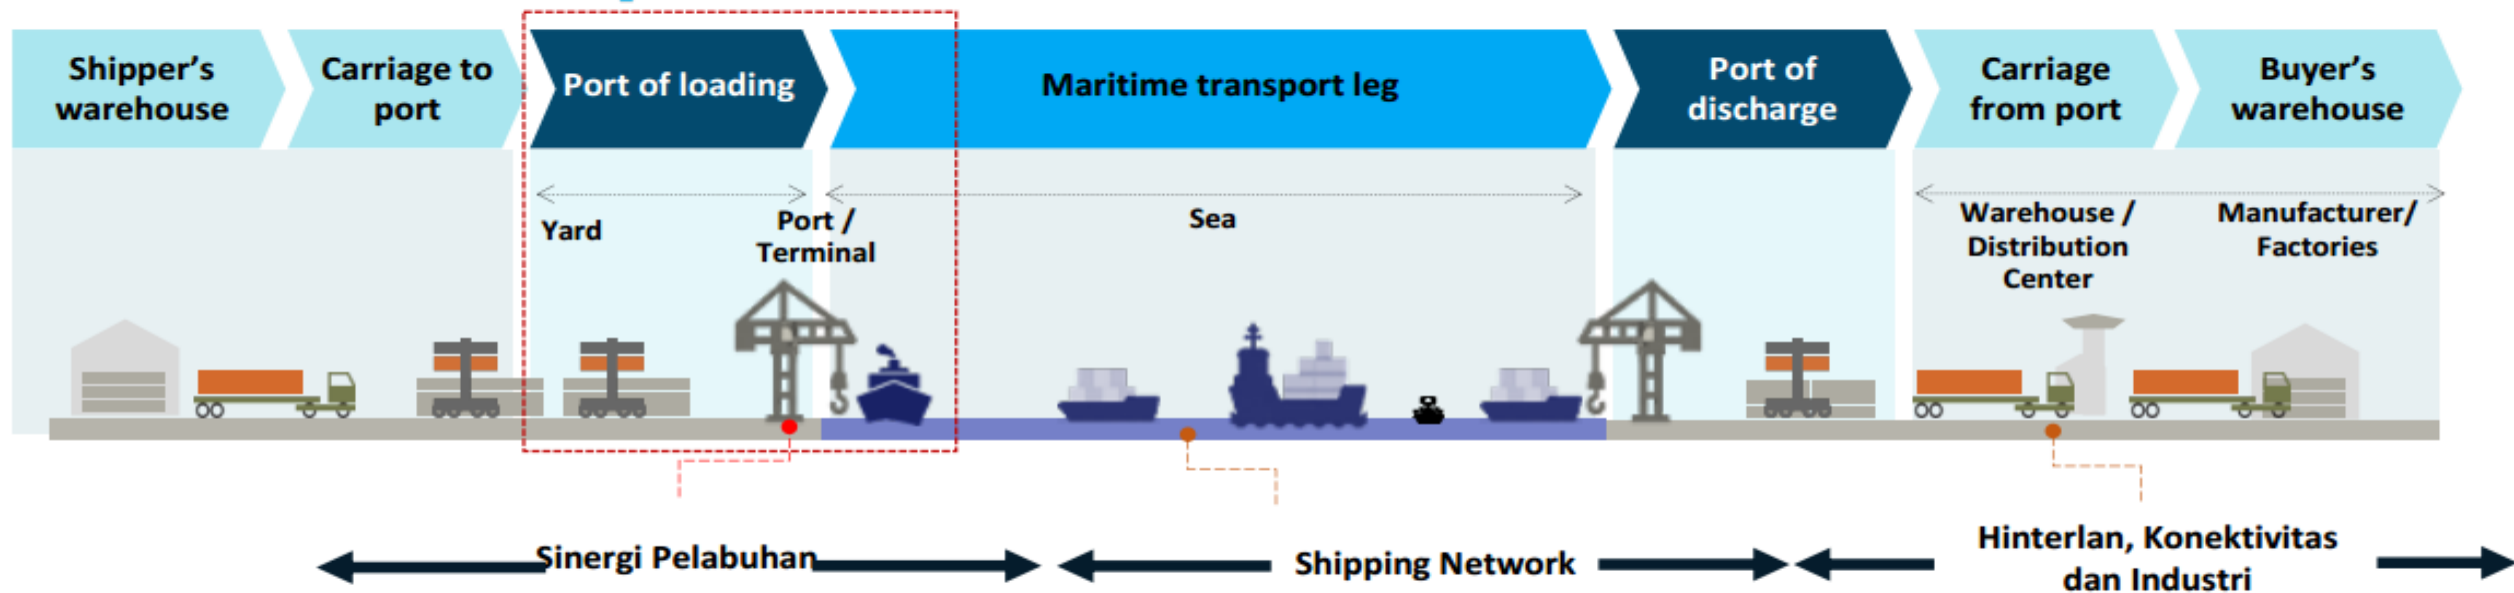 Shipper's
warehouse
Carriage to
port
Port of loading
Maritime transport leg
Port of
discharge
Carriage
from port
Buyer's
warehouse
Yard
Port /
Terminal
Sea
Warehouse /
Distribution
Center
Manufacturer/
Factories
Sinergi Pelabuhan
Shipping Network
Hinterlan, Konektivitas
dan Industri